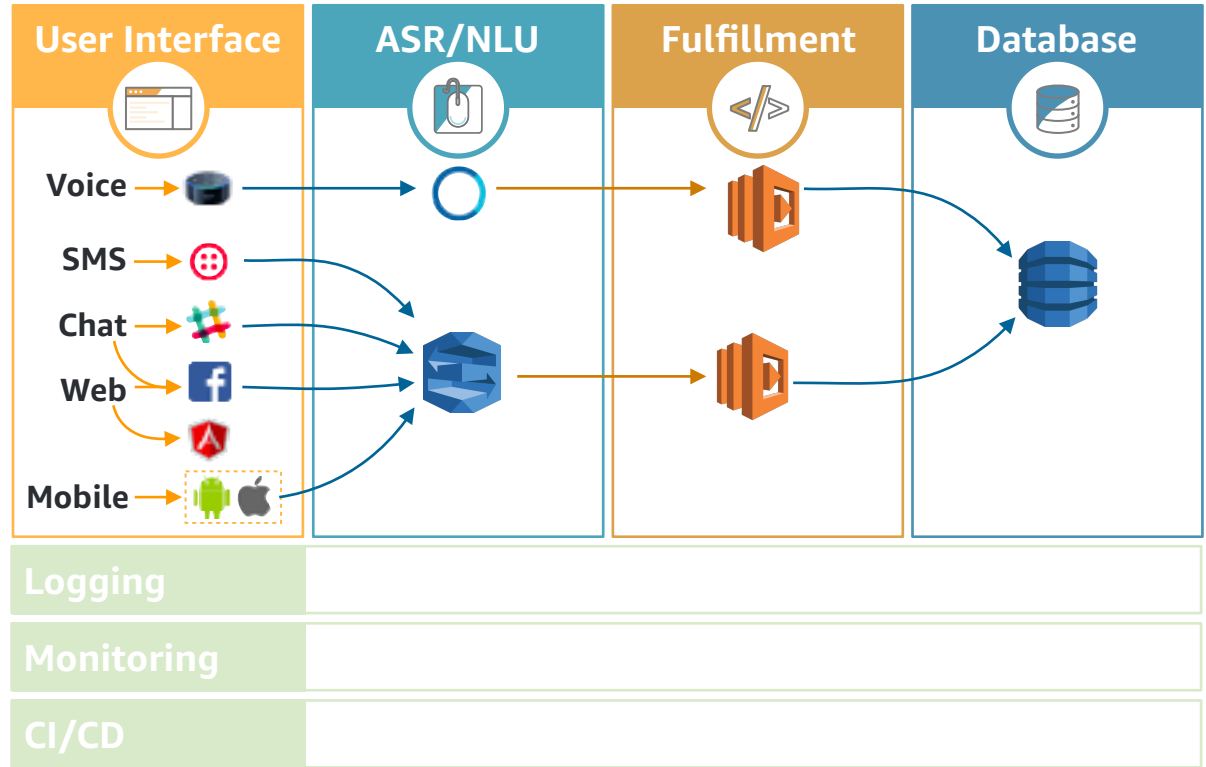 User Interface
ASR/NLU
Fulfillment
Database
</>
Voice
SMS
Chat
Web
Mobile
Logging
Monitoring
CI/CD